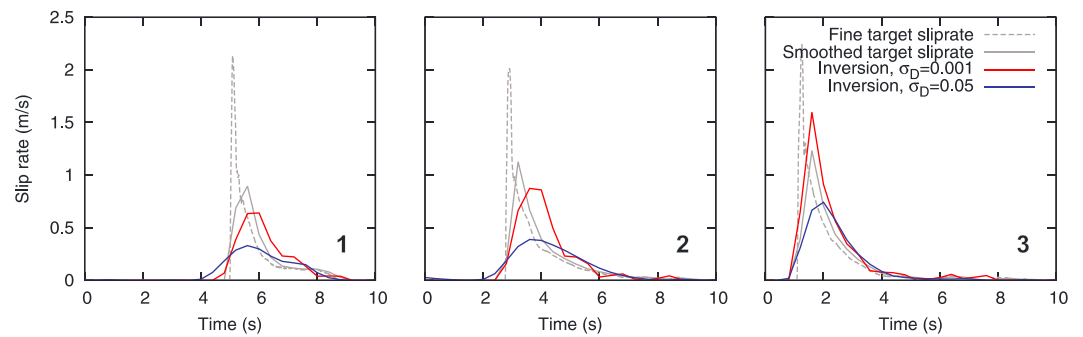 Slip rate (m/s)
2.5
2
1.5
1
0.5
0
0 2 4 6 8 10
Time (s)
1
0 2 4 6 8 10
Time (s)
2
Fine target sliprate
Smoothed target sliprate
Inversion, σD=0.001
Inversion, σD=0.05
3
0 2 4 6 8 10
Time (s)